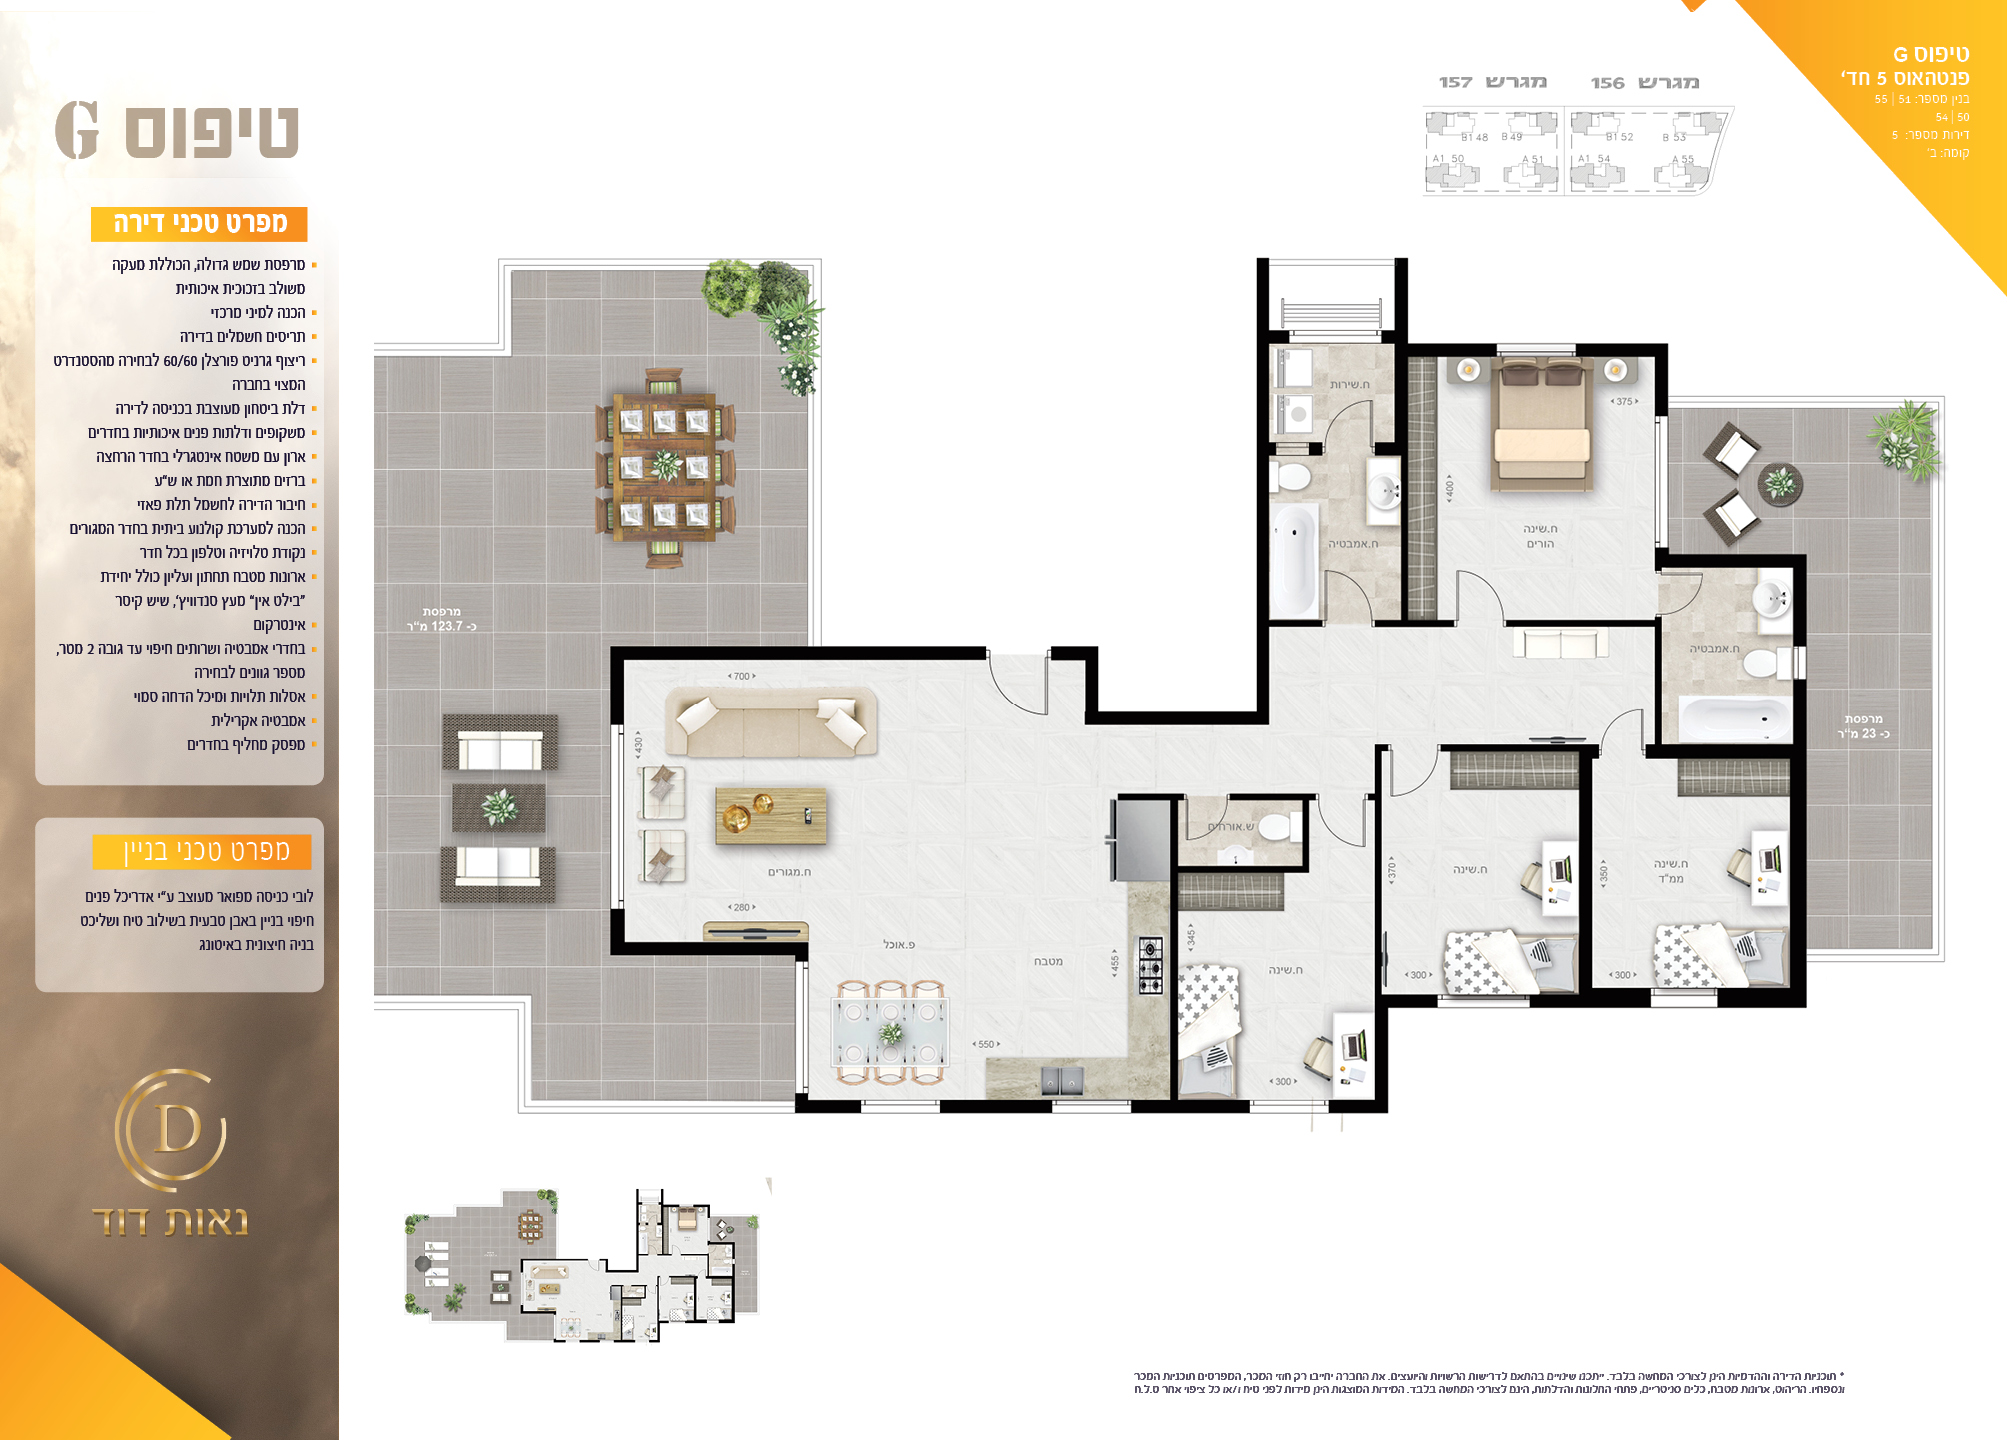 טיפוס G
פנטהאוס 5 חד'
בנין מספר: 51 | 55
50 | 54
דירות מספר: 5
קומה: ב'
מגרש 156
מגרש 157
B1 48
B 49
B1 52
B 53
A1 50
A 51
A1 54
A 55
טיפוס G
מפרט טכני דירה
מרפסת שמש גדולה, הכוללת מעקה
משולב בזכוכית איכותית
הכנה למיני מרכזי
תריסים חשמלים בדירה
ריצוף גרניט פורצלן 60/60 לבחירה מהסטנדרט
המצוי בחברה
דלת ביטחון מעוצבת בכניסה לדירה
משקופים ודלתות פנים איכותיות בחדרים
ארון עם משטח אינטגרלי בחדר הרחצה
ברזים מתוצרת חמת או ש"ע
חיבור הדירה לחשמל תלת פאזי
הכנה למערכת קולנוע ביתית בחדר המגורים
נקודת טלויזיה וטלפון בכל חדר
ארונות מטבח תחתון ועליון כולל יחידת
"בילט אין" מעץ סנדוויץ', שיש קיסר
אינטרקום
בחדרי אמבטיה ושרותים חיפוי עד גובה 2 מטר,
מספר גוונים לבחירה
אסלות תלויות ומיכל הדחה סמוי
אמבטיה אקרילית
מפסק מחליף בחדרים
מפרט טכני בניין
לובי כניסה מפואר מעוצב ע"י אדריכל פנים
חיפוי בניין באבן טבעית בשילוב טיח ושליכט
בניה חיצונית באיטונג
D
נאות דוד
ח.שירות
375
400
ח.שינה
הורים
ח.אמבטיה
מרפסת
כ- 123.7 מ"ר
ח.אמבטיה
700
430
מרפסת
כ- 23 מ"ר
ש.אורחים
ח.מגורים
370
ח.שינה
350
ח.שינה
ממ"ד
280
פ.אוכל
מטבח
455
345
ח.שינה
300
300
550
300
* תוכניות הדירה וההדמיות הינן לצורכי המחשה בלבד. ייתכנו שינויים בהתאם לדרישות הרשויות והיועצים. את החברה יחייבו רק חוזי המכר, המפרטים תוכניות המכר
ונספחיו. הריהוט, ארונות מטבח, כלים סניטריים, פתחי החלונות והדלתות, הינם לצורכי המחשה בלבד. המידות המוצגות הינן מידות לפני טיח ו/או כל ציפוי אחר ט.ל.ח